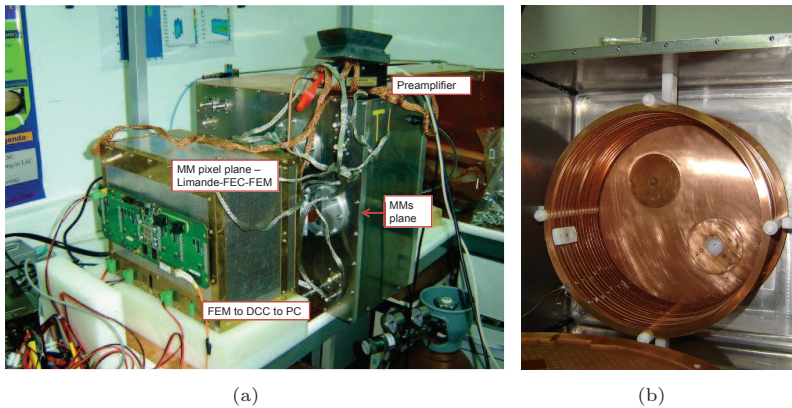 Preamplifier
MM pixel plane –
Limande-FEC-FEM
MMs
plane
FEM to DCC to PC
(a)
(b)